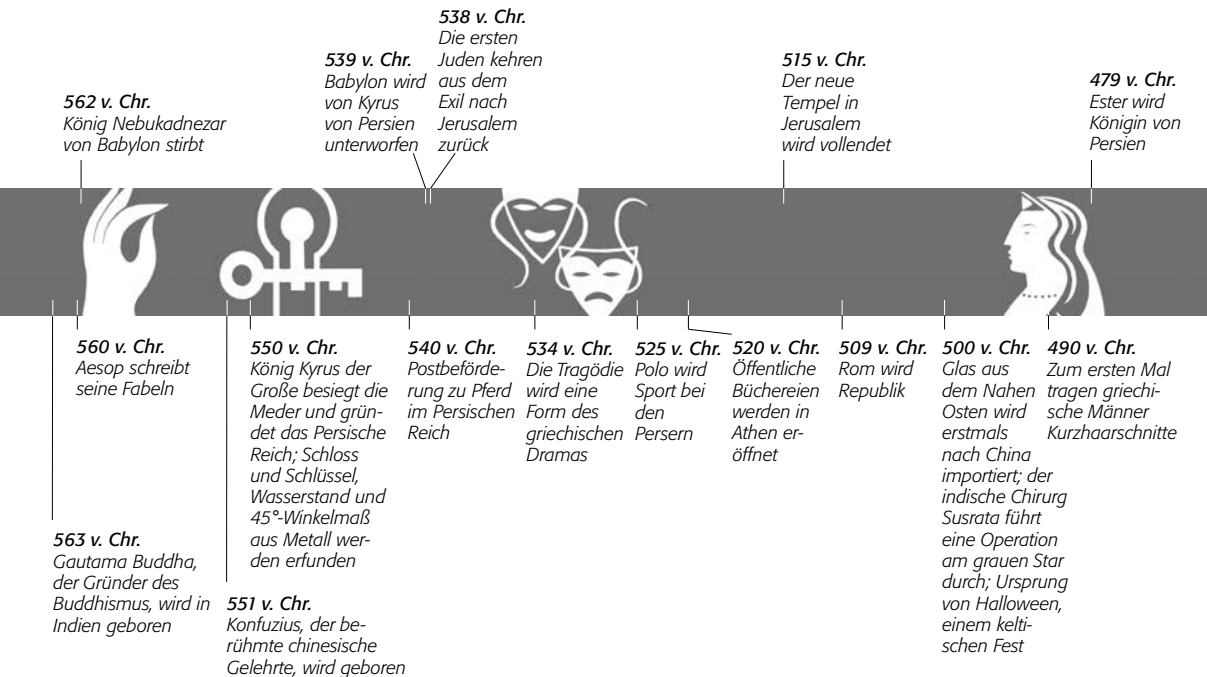 562 v. Chr.
König Nebukadnezar
von Babylon stirbt
539 v. Chr.
Babylon wird
von Kyrus
von Persien
unterworfen
538 v. Chr.
Die ersten
Juden kehren
aus dem
Exil nach
Jerusalem
zurück
515 v. Chr.
Der neue
Tempel in
Jerusalem
wird vollendet
479 v. Chr.
Ester wird
Königin von
Persien
563 v. Chr.
Gautama Buddha,
der Gründer des
Buddhismus, wird in
Indien geboren
560 v. Chr.
Aesop schreibt
seine Fabeln
551 v. Chr.
Konfuzius, der be-
rühmte chinesische
Gelehrte, wird geboren
550 v. Chr.
König Kyrus der
Große besiegt die
Meder und grün-
det das Persische
Reich; Schloss
und Schlüssel,
Wasserstand und
45°-Winkelmaß
aus Metall wer-
den erfunden
540 v. Chr.
Postbeförde-
rung zu Pferd
im Persischen
Reich
534 v. Chr.
Die Tragödie
wird eine
Form des
griechischen
Dramas
525 v. Chr.
Polo wird
Sport bei
den
Persern
520 v. Chr.
Öffentliche
Büchereien
werden in
Athen er-
öffnet
509 v. Chr.
Rom wird
Republik
500 v. Chr.
Glas aus
dem Nahen
Osten wird
erstmals
nach China
importiert; der
indische Chirurg
Susrata führt
eine Operation
am grauen Star
durch; Ursprung
von Halloween,
einem kelti-
schen Fest
490 v. Chr.
Zum ersten Mal
tragen griechi-
sche Männer
Kurzhaarschnitte